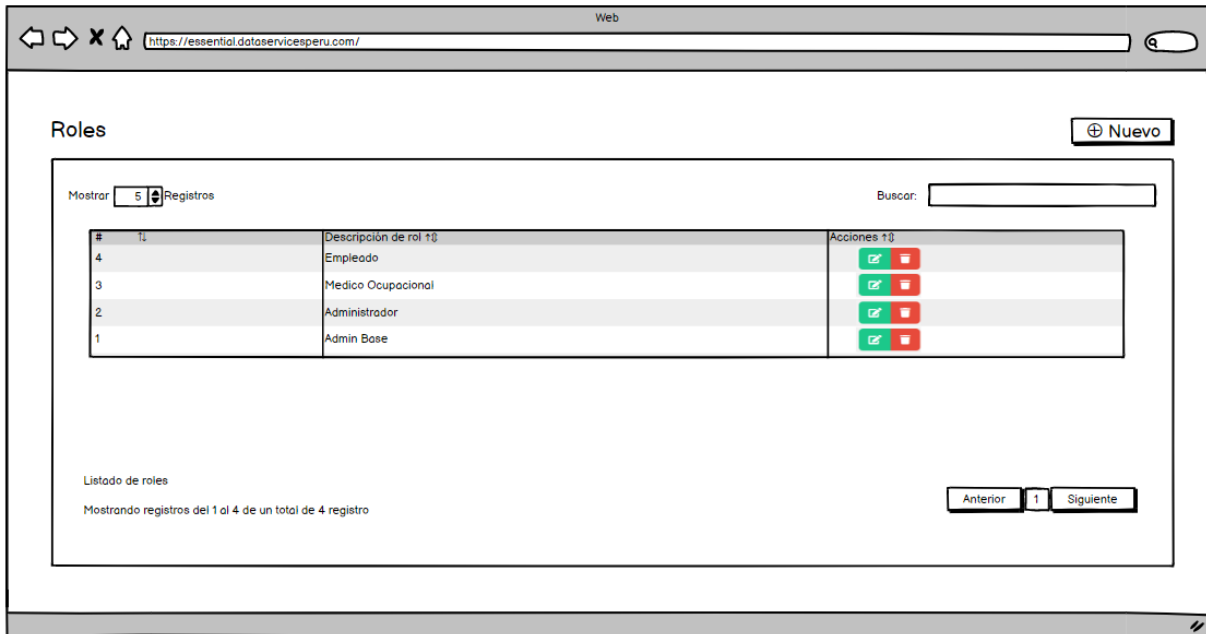 Web
https://essential.dataservicesperu.com/
Roles
Nuevo
Mostrar 5 Registros
Buscar:
# Descripción de rol Acciones
4 Empleado
3 Medico Ocupacional
2 Administrador
1 Admin Base
Listado de roles
Mostrando registros del 1 al 4 de un total de 4 registro
Anterior 1 Siguiente